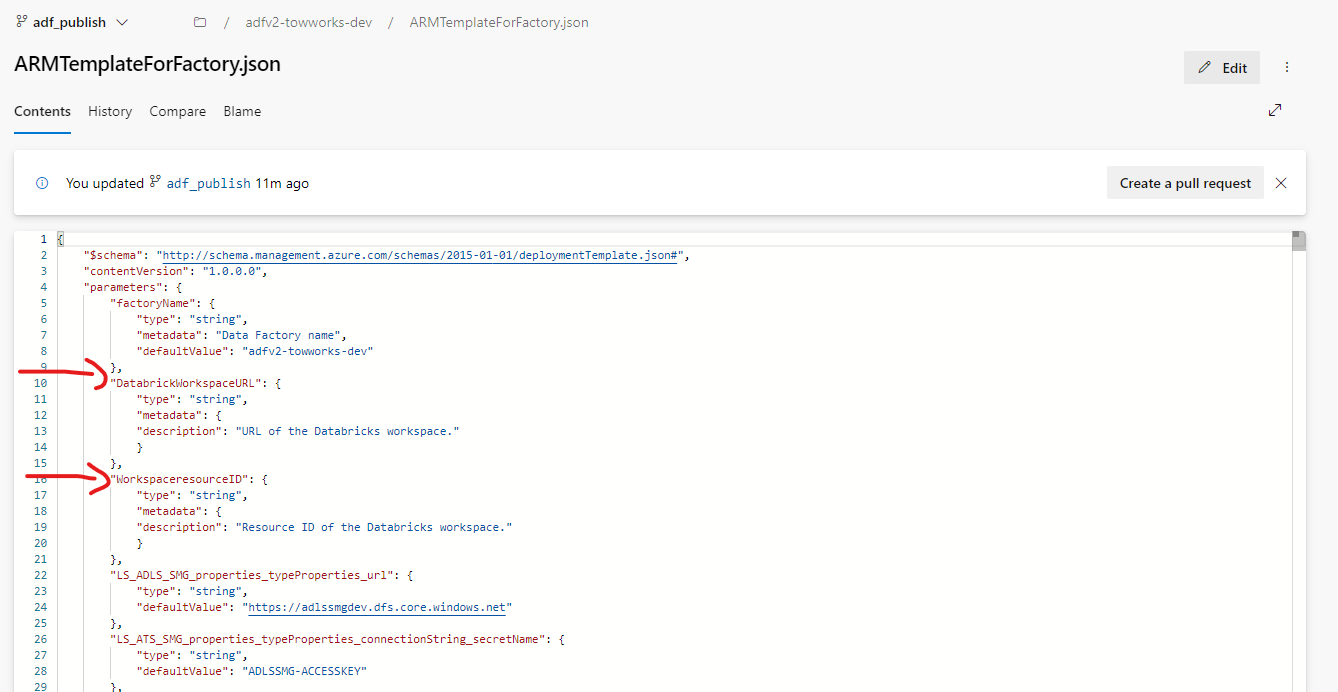 adf_publish
/ adfv2-towworks-dev / ARMTemplateForFactory.json
ARMTemplateForFactory.json
Edit
Contents History Compare Blame
You updated adf_publish 11m ago
Create a pull request
1 {
2 "$schema": "http://schema.management.azure.com/schemas/2015-01-01/deploymentTemplate.json#",
3 "contentVersion": "1.0.0.0",
4 "parameters": {
5 "factoryName": {
6 "type": "string",
7 "metadata": "Data Factory name",
8 "defaultValue": "adfv2-towworks-dev"
9 },
10 "DatabrickWorkspaceURL": {
11 "type": "string",
12 "metadata": {
13 "description": "URL of the Databricks workspace."
14 }
15 },
16 "WorkspaceresourceID": {
17 "type": "string",
18 "metadata": {
19 "description": "Resource ID of the Databricks workspace."
20 }
21 },
22 "LS_ADLS_SMG_properties_typeProperties_url": {
23 "type": "string",
24 "defaultValue": "https://adlssmgdev.dfs.core.windows.net"
25 },
26 "LS_ATS_SMG_properties_typeProperties_connectionString_secretName": {
27 "type": "string",
28 "defaultValue": "ADLSSMG-ACCESSKEY"
29 },